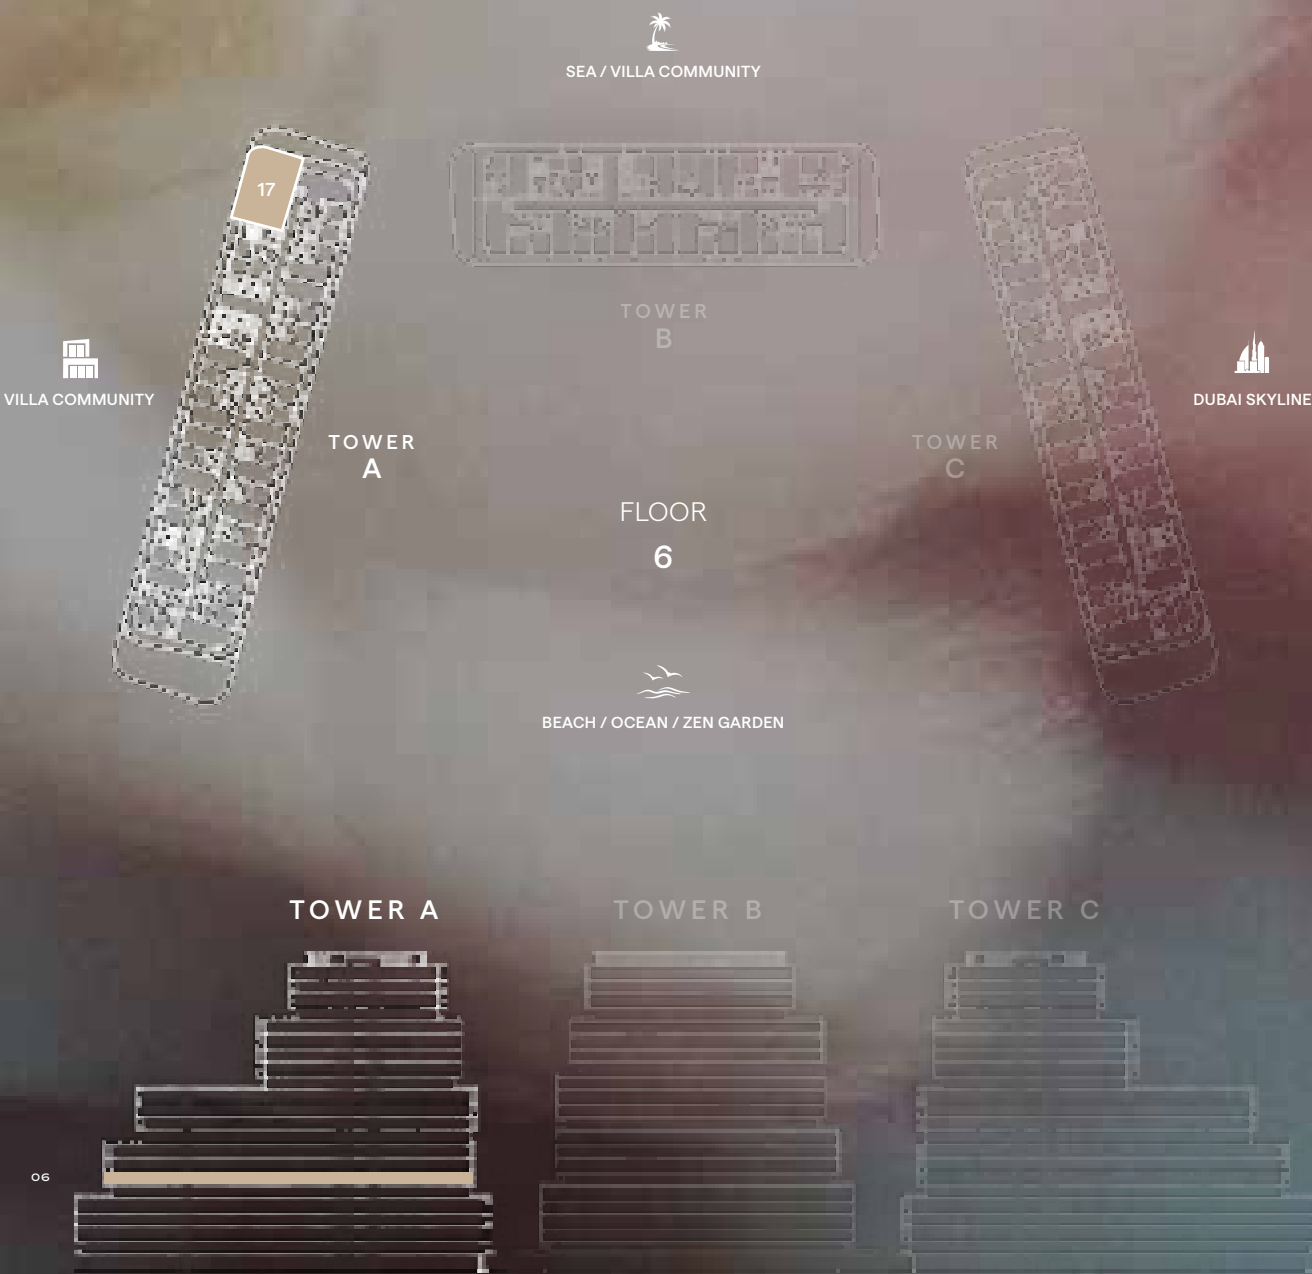 SEA / VILLA COMMUNITY
17
TOWER
B
VILLA COMMUNITY
DUBAI SKYLINE
TOWER
A
TOWER
C
FLOOR
6
BEACH / OCEAN / ZEN GARDEN
TOWER A
TOWER B
TOWER C
06